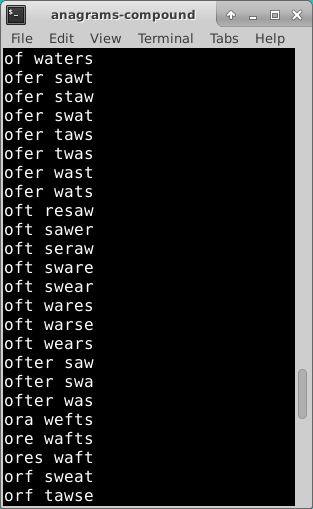 anagrams-compound
File Edit View Terminal Tabs Help
of waters
ofer sawt
ofer staw
ofer swat
ofer taws
ofer twas
ofer wast
ofer wats
oft resaw
oft sawer
oft seraw
oft sware
oft swear
oft wares
oft warse
oft wears
ofter saw
ofter swa
ofter was
ora wefts
ore wafts
ores waft
orf sweat
orf tawse